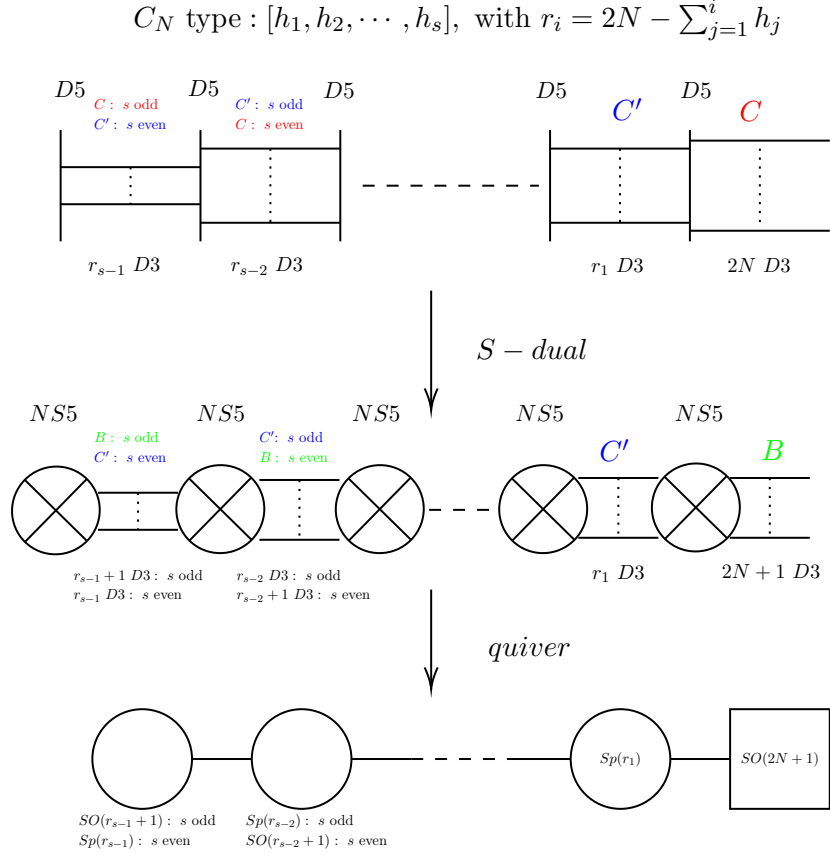 C_N type : [h_1, h_2, ⋯ , h_s], with r_i = 2N − ∑_{j=1}^{i} h_j
D5 D5 D5 D5 D5
C : s odd
C′ : s even
C′ : s odd
C : s even
C′ C
r_{s−1} D3 r_{s−2} D3 r_1 D3 2N D3
S − dual
NS5 NS5 NS5 NS5 NS5
B : s odd
C′ : s even
C′ : s odd
B : s even
C′ B
r_{s−1} + 1 D3 : s odd
r_{s−1} D3 : s even
r_{s−2} D3 : s odd
r_{s−2} + 1 D3 : s even
r_1 D3 2N + 1 D3
quiver
Sp(r_1) SO(2N + 1)
SO(r_{s−1} + 1) : s odd
Sp(r_{s−1}) : s even
Sp(r_{s−2}) : s odd
SO(r_{s−2} + 1) : s even